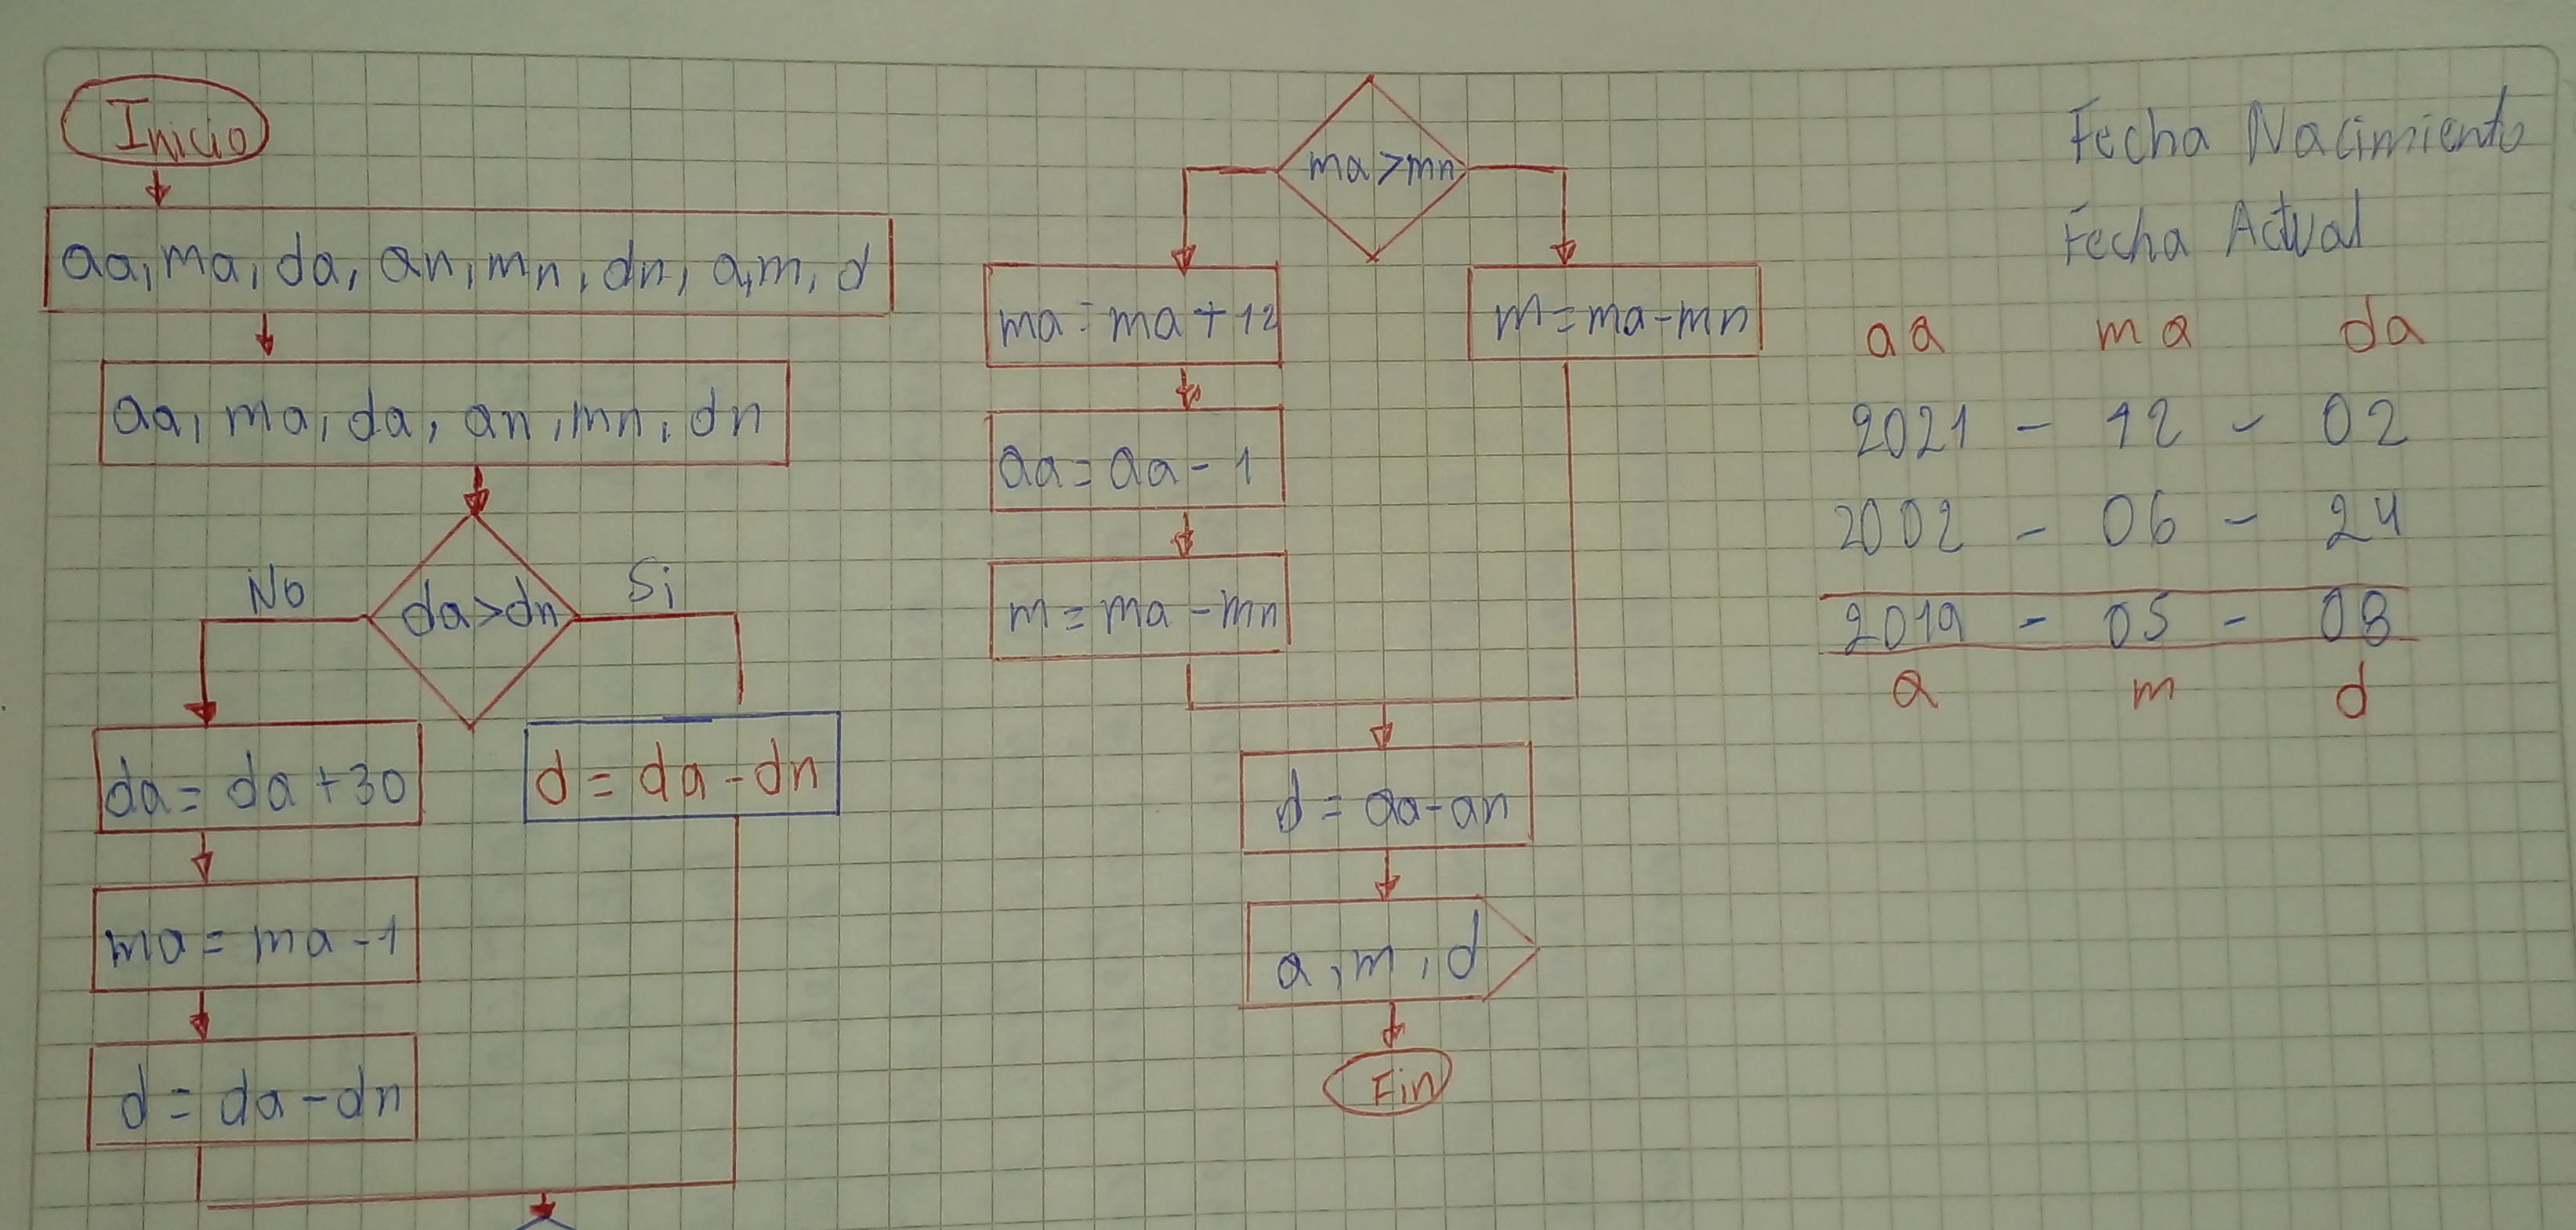 Inicio
aa, ma, da, an, mn, dn, a, m, d
aa, ma, da, an, mn, dn
da>dn
No
Si
da = da +30
ma = ma -1
d = da - dn
d = da - dn
ma>mn
ma = ma + 12
aa = aa - 1
m = ma - mn
m = ma - mn
d = aa - an
a, m, d
Fin
Fecha Nacimiento
Fecha Actual
aa ma da
2021 - 12 - 02
2002 - 06 - 24
2019 - 05 - 08
a m d